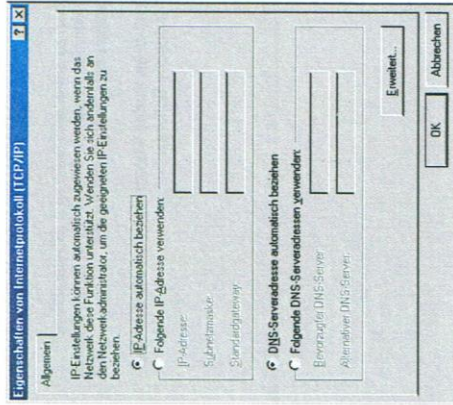 Eigenschaften von Internetprotokoll (TCP/IP)
Allgemein
IP-Einstellungen können automatisch zugewiesen werden, wenn das
Netzwerk diese Funktion unterstützt. Wenden Sie sich andernfalls an
den Netzwerkadministrator, um die geeigneten IP-Einstellungen zu
beziehen.
IP-Adresse automatisch beziehen
Folgende IP-Adresse verwenden:
IP-Adresse:
Subnetzmaske:
Standardgateway:
DNS-Serveradresse automatisch beziehen
Folgende DNS-Serveradressen verwenden:
Bevorzugter DNS-Server:
Alternativer DNS-Server:
Erweitert...
OK
Abbrechen